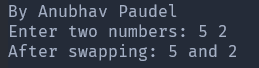 By Anubhav Paudel
Enter two numbers: 5 2
After swapping: 5 and 2